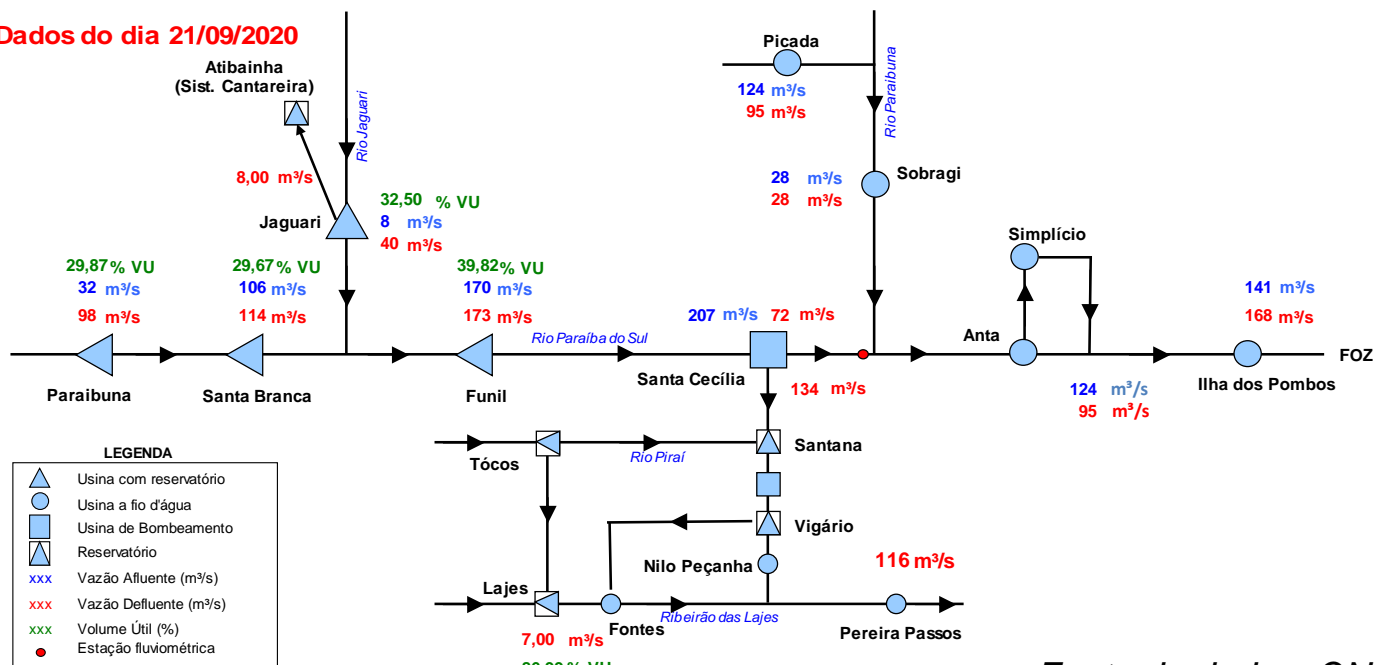 Dados do dia 21/09/2020
Atibainha
(Sist. Cantareira)
Rio Jaguari
8,00 m³/s
Jaguari
32,50 % VU
8 m³/s
40 m³/s
Picada
124 m³/s
95 m³/s
Rio Paraibuna
28 m³/s
28 m³/s
Sobragi
Simplício
29,87% VU
32 m³/s
98 m³/s
Paraibuna
29,67% VU
106 m³/s
114 m³/s
Santa Branca
39,82% VU
170 m³/s
173 m³/s
Funil
Rio Paraíba do Sul
207 m³/s 72 m³/s
Santa Cecília
134 m³/s
Anta
124 m³/s
95 m³/s
141 m³/s
168 m³/s
Ilha dos Pombos
FOZ
Tócos
Rio Piraí
Santana
Vigário
Nilo Peçanha
116 m³/s
Lajes
7,00 m³/s
Fontes
Ribeirão das Lajes
Pereira Passos
LEGENDA
Usina com reservatório
Usina a fio d'água
Usina de Bombeamento
Reservatório
xxx Vazão Afluente (m³/s)
xxx Vazão Defluente (m³/s)
xxx Volume Útil (%)
Estação fluviométrica
% VU